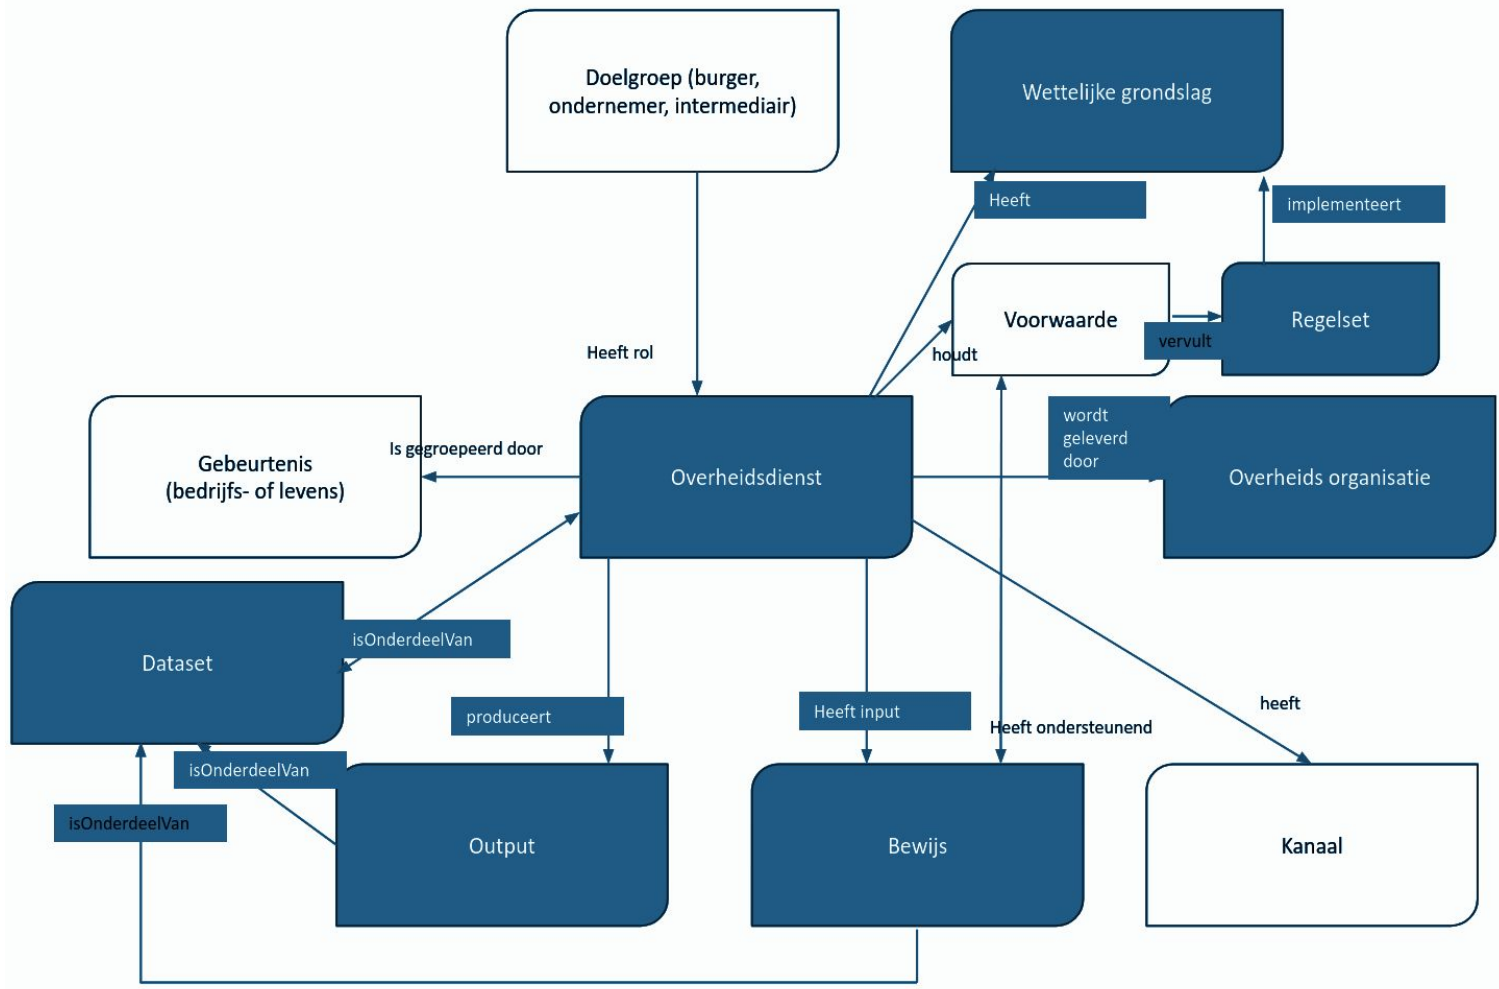 Doelgroep (burger,
ondernemer, intermediair)
Wettelijke grondslag
Heeft
implementeert
Voorwaarde
Regelset
vervult
houdt
Heeft rol
wordt
geleverd
door
Is gegroepeerd door
Gebeurtenis
(bedrijfs- of levens)
Overheidsdienst
Overheids organisatie
isOnderdeelVan
Dataset
produceert
Heeft input
Heeft ondersteunend
heeft
isOnderdeelVan
isOnderdeelVan
Output
Bewijs
Kanaal